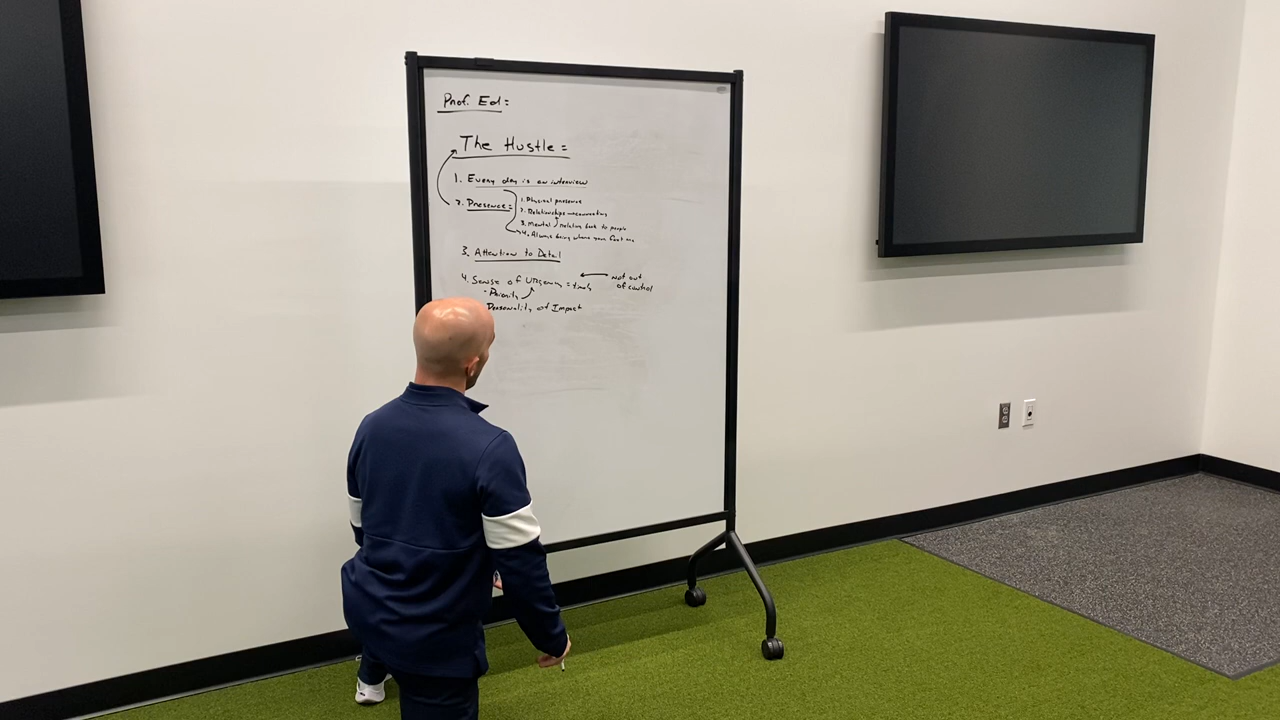 Prof. Ed:
The Hustle:
1. Every day is an interview
2. Presence:
1. Physical presence
2. Relationships
3. Mental / relating back to people
4. Always being where your feet are
3. Attention to Detail
4. Sense of Urgency = timely
not out
of control
- Priority
Personality of Impact